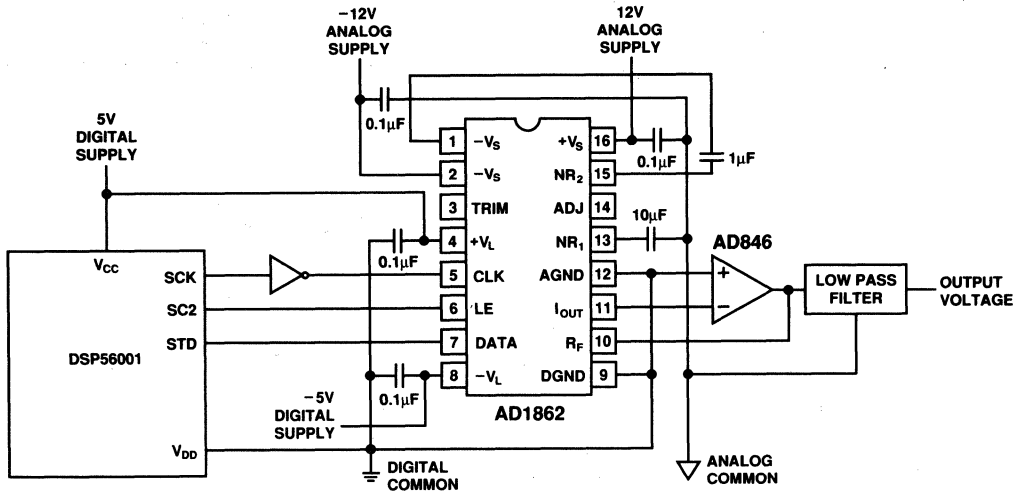 −12V
ANALOG
SUPPLY
12V
ANALOG
SUPPLY
0.1µF
5V
DIGITAL
SUPPLY
1
−VS
+VS
16
0.1µF
1µF
2
−VS
NR2
15
3
TRIM
ADJ
14
10µF
4
+VL
NR1
13
AD846
VCC
0.1µF
SCK
5
CLK
AGND
12
+
LOW PASS
FILTER
OUTPUT
VOLTAGE
SC2
6
LE
IOUT
11
−
STD
7
DATA
RF
10
DSP56001
8
−VL
DGND
9
0.1µF
−5V
DIGITAL
SUPPLY
AD1862
VDD
DIGITAL
COMMON
ANALOG
COMMON